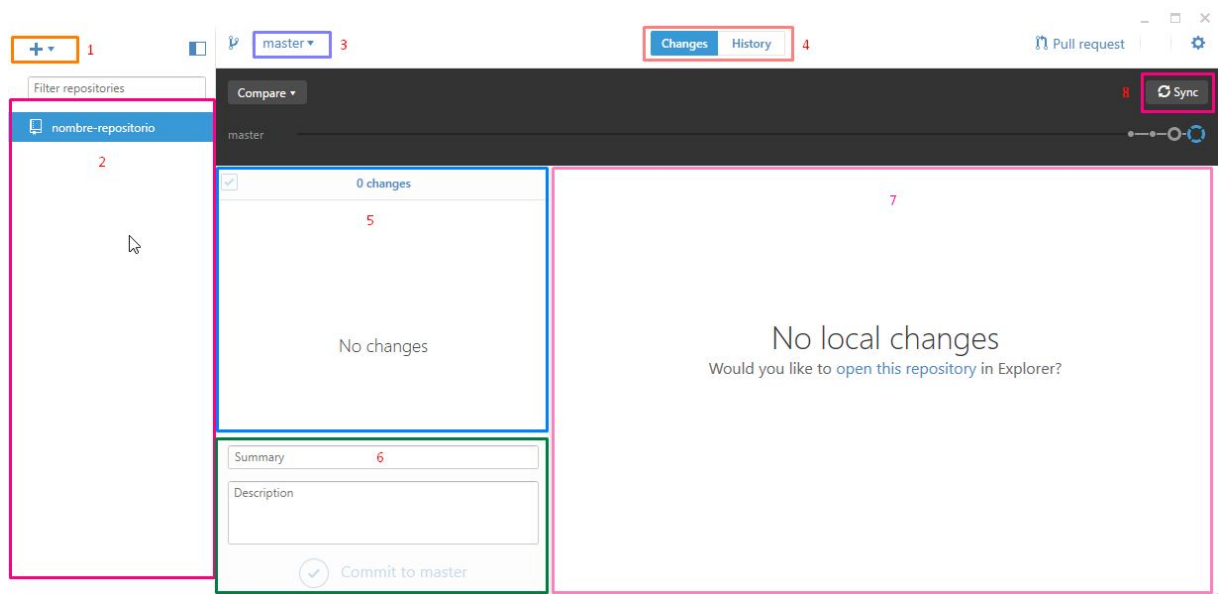 1
master
3
Changes
History
4
Pull request
Filter repositories
Compare
8
Sync
nombre-repositorio
master
2
0 changes
5
7
No changes
No local changes
Would you like to open this repository in Explorer?
Summary
6
Description
Commit to master